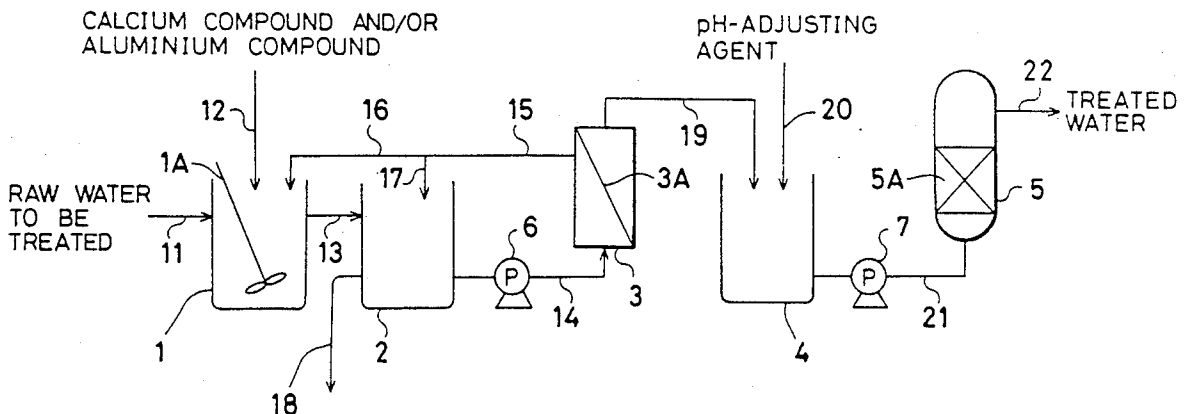 CALCIUM COMPOUND AND/OR
ALUMINIUM COMPOUND
pH-ADJUSTING
AGENT
22
TREATED
WATER
12
16
15
19
20
1A
17
3A
5A
5
RAW WATER
TO BE
TREATED
11
13
6
P
7
P
14
3
21
1
2
4
18